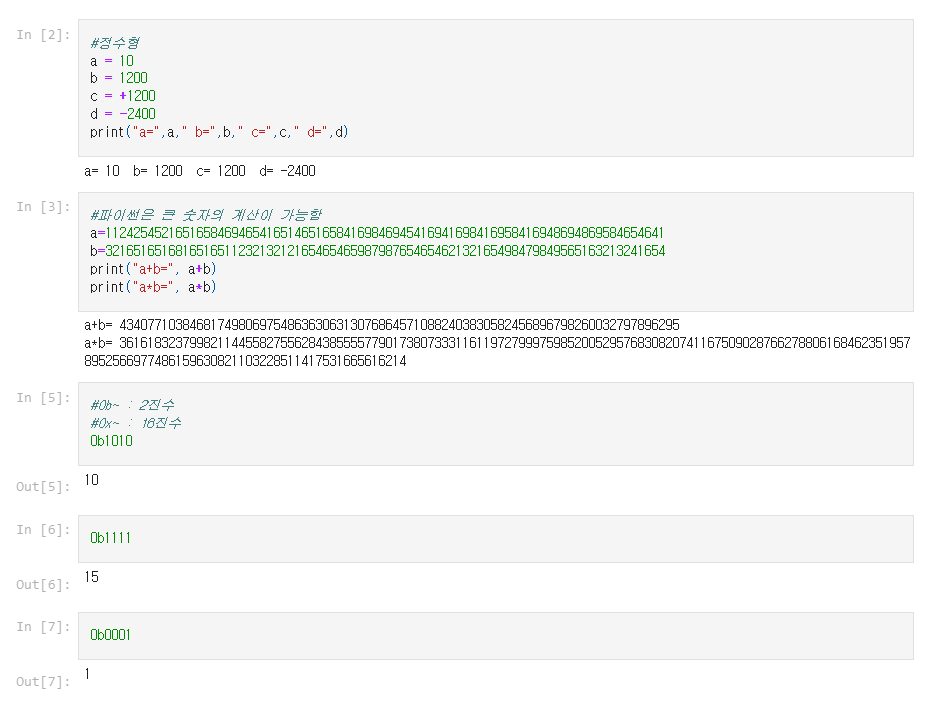 In [2]:
#정수형
a = 10
b = 1200
c = +1200
d = -2400
print("a=",a," b=",b," c=",c," d=",d)
a= 10  b= 1200  c= 1200  d= -2400
In [3]:
#파이썬은 큰 숫자의 계산이 가능함
a=11242545216516584694654165146516584169846945416941698416958416948694869584654641
b=32165165168165165112321321216546546598798765465462132165498479849565163213241654
print("a+b=", a+b)
print("a*b=", a*b)
a+b= 43407710384681749806975486363063130768645710882403830582456896798260032797896295
a*b= 361618323799821144558275562843855555779017380733311611972799975985200529576830820741167509028766278806168462351957
8952566977486159630821103228511417531665616214
In [5]:
#0b~ : 2진수
#0x~ : 16진수
0b1010
Out[5]:
10
In [6]:
0b1111
Out[6]:
15
In [7]:
0b0001
Out[7]:
1